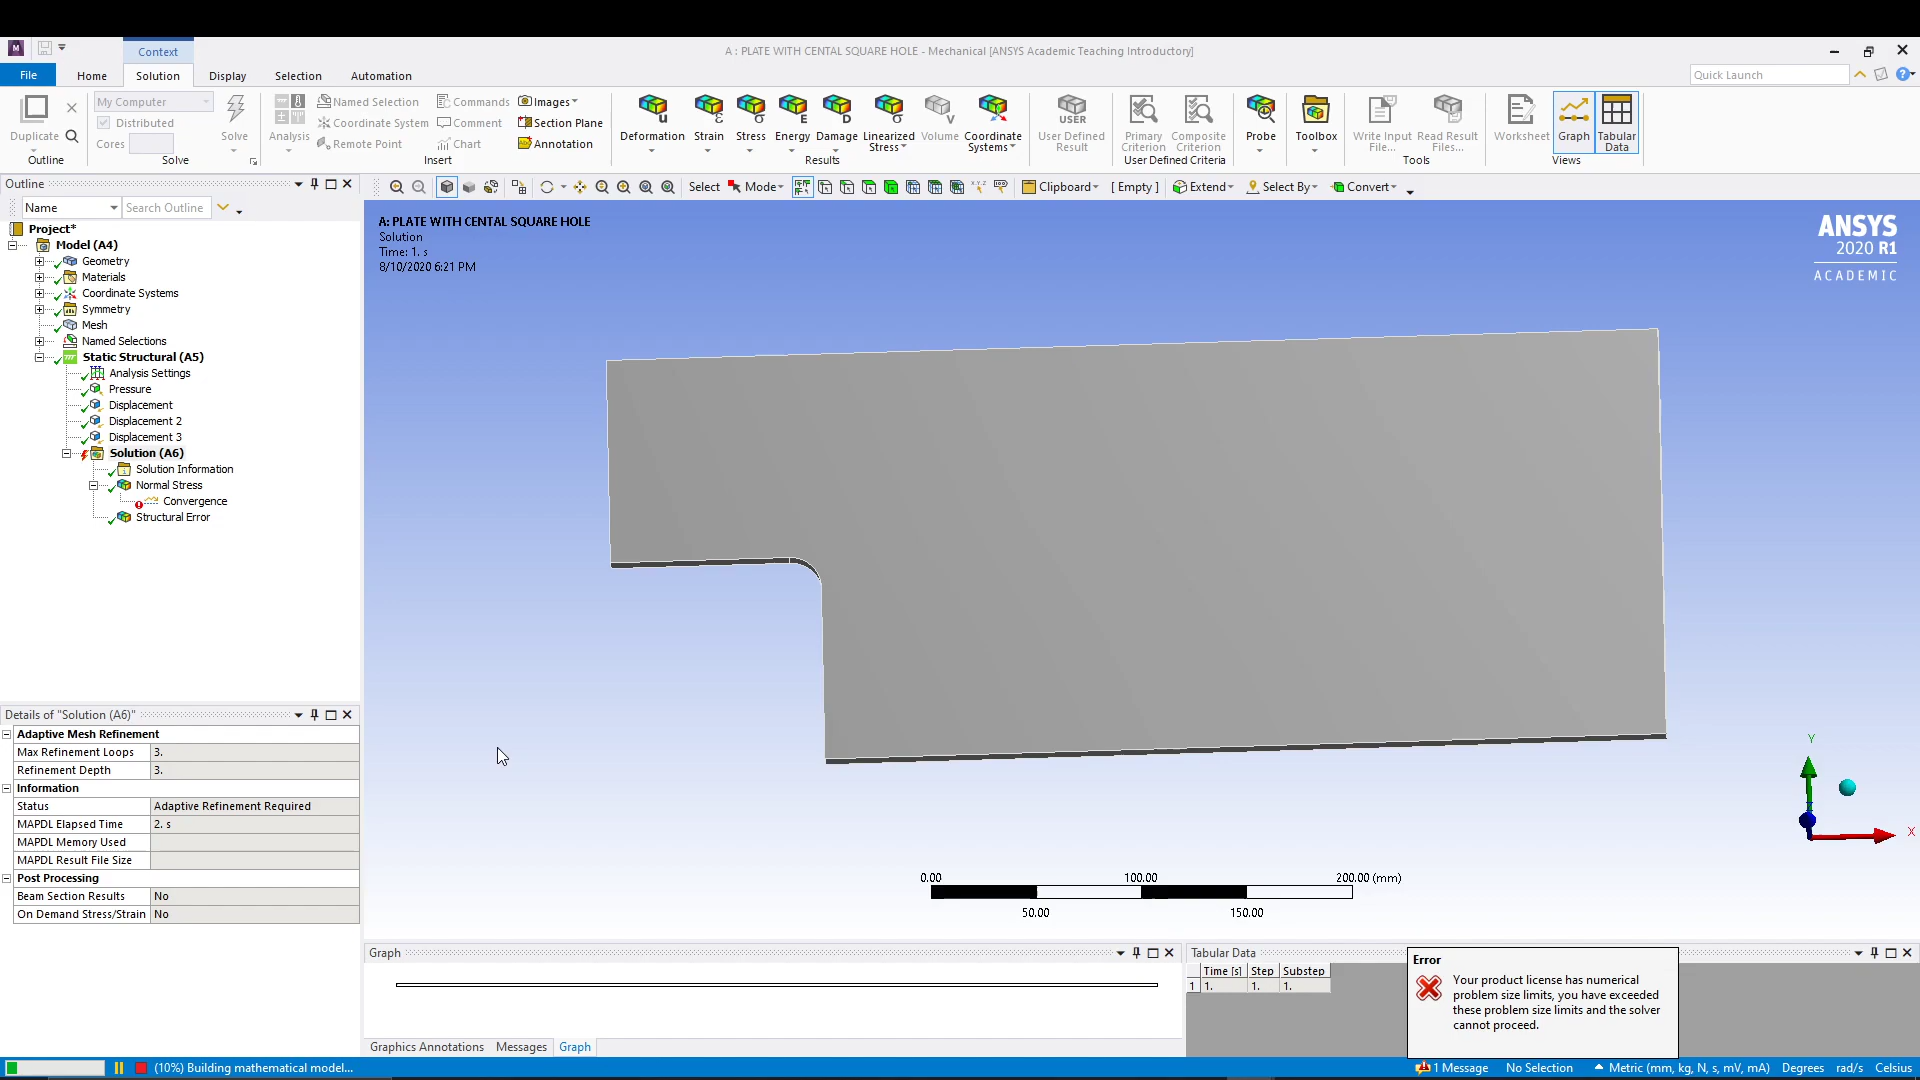 Context
A : PLATE WITH CENTAL SQUARE HOLE - Mechanical [ANSYS Academic Teaching Introductory]
File
Home
Solution
Display
Selection
Automation
Quick Launch
Duplicate
Outline
My Computer
Distributed
Cores
Solve
Solve
Analysis
Named Selection
Coordinate System
Remote Point
Commands
Comment
Chart
Images
Section Plane
Annotation
Insert
Deformation
Strain
Stress
Energy
Damage
Linearized
Stress
Volume
Coordinate
Systems
Results
User Defined
Result
Primary
Criterion
Composite
Criterion
User Defined Criteria
Probe
Toolbox
Write Input
File...
Read Result
Files...
Tools
Worksheet
Graph
Tabular
Data
Views
Outline
Name
Search Outline
Select
Mode
Clipboard
[ Empty ]
Extend
Select By
Convert
Project*
Model (A4)
Geometry
Materials
Coordinate Systems
Symmetry
Mesh
Named Selections
Static Structural (A5)
Analysis Settings
Pressure
Displacement
Displacement 2
Displacement 3
Solution (A6)
Solution Information
Normal Stress
Convergence
Structural Error
A: PLATE WITH CENTAL SQUARE HOLE
Solution
Time: 1. s
8/10/2020 6:21 PM
ANSYS
2020 R1
ACADEMIC
Y
X
0.00 100.00 200.00 (mm)
50.00 150.00
Details of "Solution (A6)"
Adaptive Mesh Refinement
Max Refinement Loops 3.
Refinement Depth 3.
Information
Status Adaptive Refinement Required
MAPDL Elapsed Time 2. s
MAPDL Memory Used
MAPDL Result File Size
Post Processing
Beam Section Results No
On Demand Stress/Strain No
Graph
Graphics Annotations Messages Graph
Tabular Data
Time [s] Step Substep
1 1. 1. 1.
Error
Your product license has numerical
problem size limits, you have exceeded
these problem size limits and the solver
cannot proceed.
(10%) Building mathematical model...
1 Message
No Selection
Metric (mm, kg, N, s, mV, mA)
Degrees
rad/s
Celsius